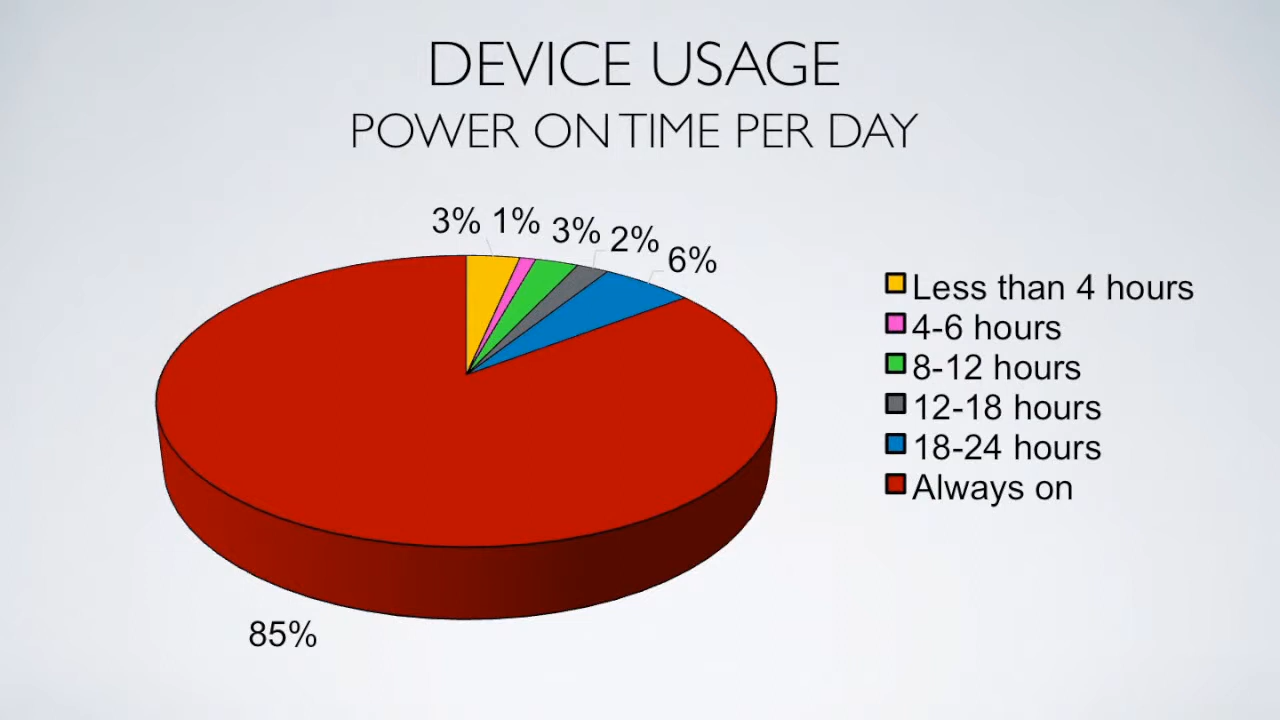 DEVICE USAGE
POWER ON TIME PER DAY
3% 1% 3% 2% 6%
Less than 4 hours
4-6 hours
8-12 hours
12-18 hours
18-24 hours
Always on
85%